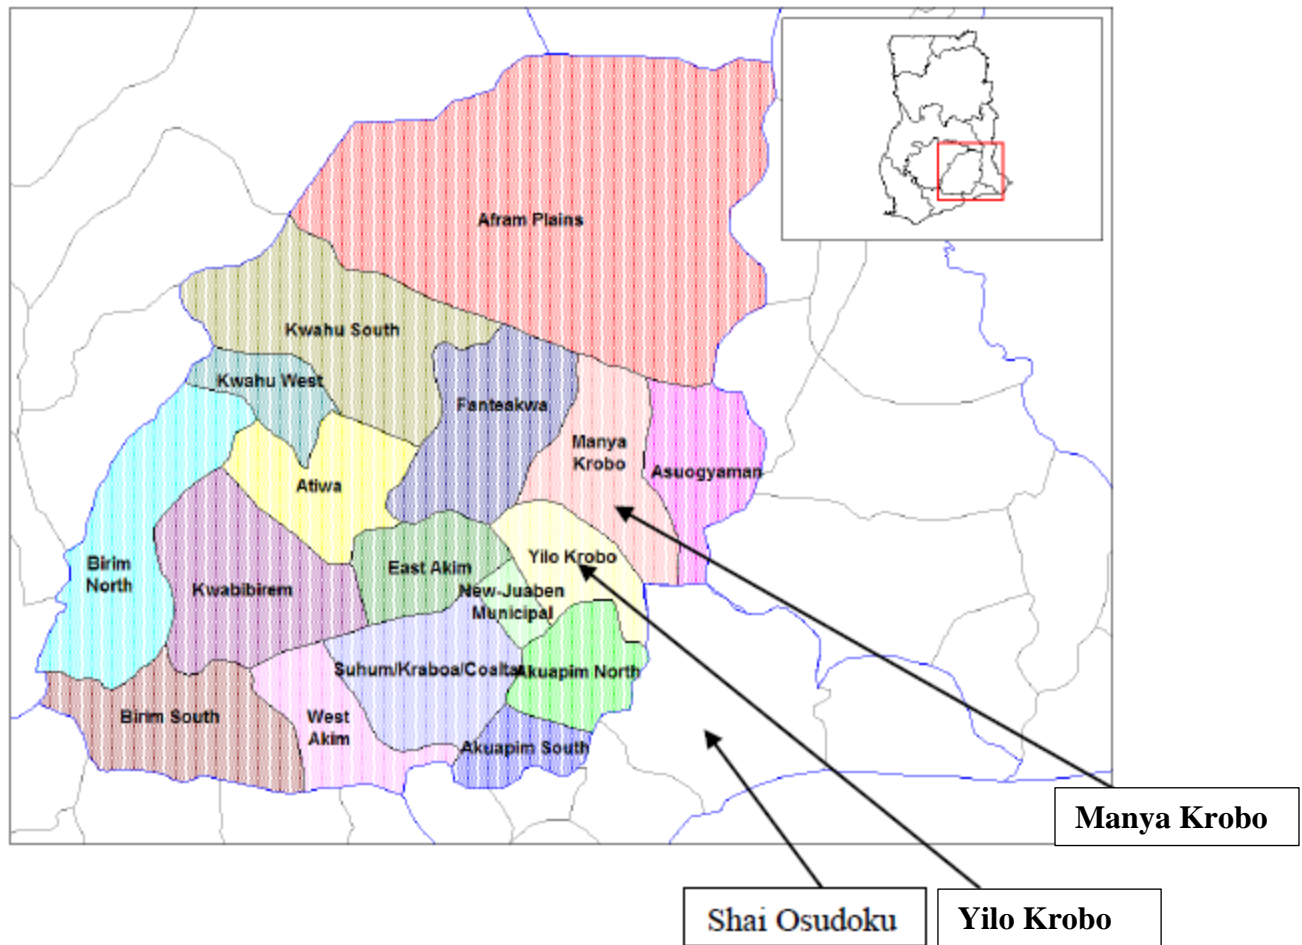 Afram Plains
Kwahu South
Kwahu West
Fanteakwa
Manya
Krobo
Asuogyaman
Atiwa
Yilo Krobo
Birim
North
East Akim
Kwabibirem
New-Juaben
Municipal
Suhum/Kraboa/Coalta
Akuapim North
Birim South
West
Akim
Akuapim South
Manya Krobo
Shai Osudoku
Yilo Krobo